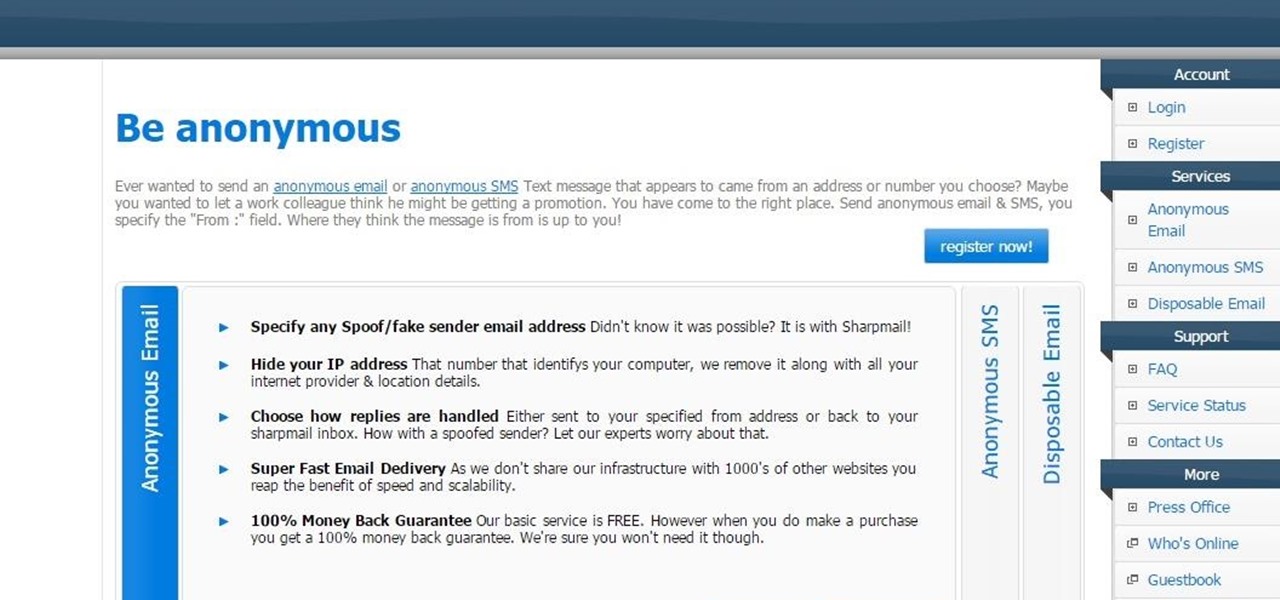 Be anonymous
Ever wanted to send an anonymous email or anonymous SMS Text message that appears to came from an address or number you choose? Maybe
you wanted to let a work colleague think he might be getting a promotion. You have come to the right place. Send anonymous email & SMS, you
specify the "From :" field. Where they think the message is from is up to you!
register now!
Anonymous Email
Specify any Spoof/fake sender email address Didn't know it was possible? It is with Sharpmail!
Hide your IP address That number that identifys your computer, we remove it along with all your
internet provider & location details.
Choose how replies are handled Either sent to your specified from address or back to your
sharpmail inbox. How with a spoofed sender? Let our experts worry about that.
Super Fast Email Dedivery As we don't share our infrastructure with 1000's of other websites you
reap the benefit of speed and scalability.
100% Money Back Guarantee Our basic service is FREE. However when you do make a purchase
you get a 100% money back guarantee. We're sure you won't need it though.
Anonymous SMS
Disposable Email
Account
Login
Register
Services
Anonymous
Email
Anonymous SMS
Disposable Email
Support
FAQ
Service Status
Contact Us
More
Press Office
Who's Online
Guestbook